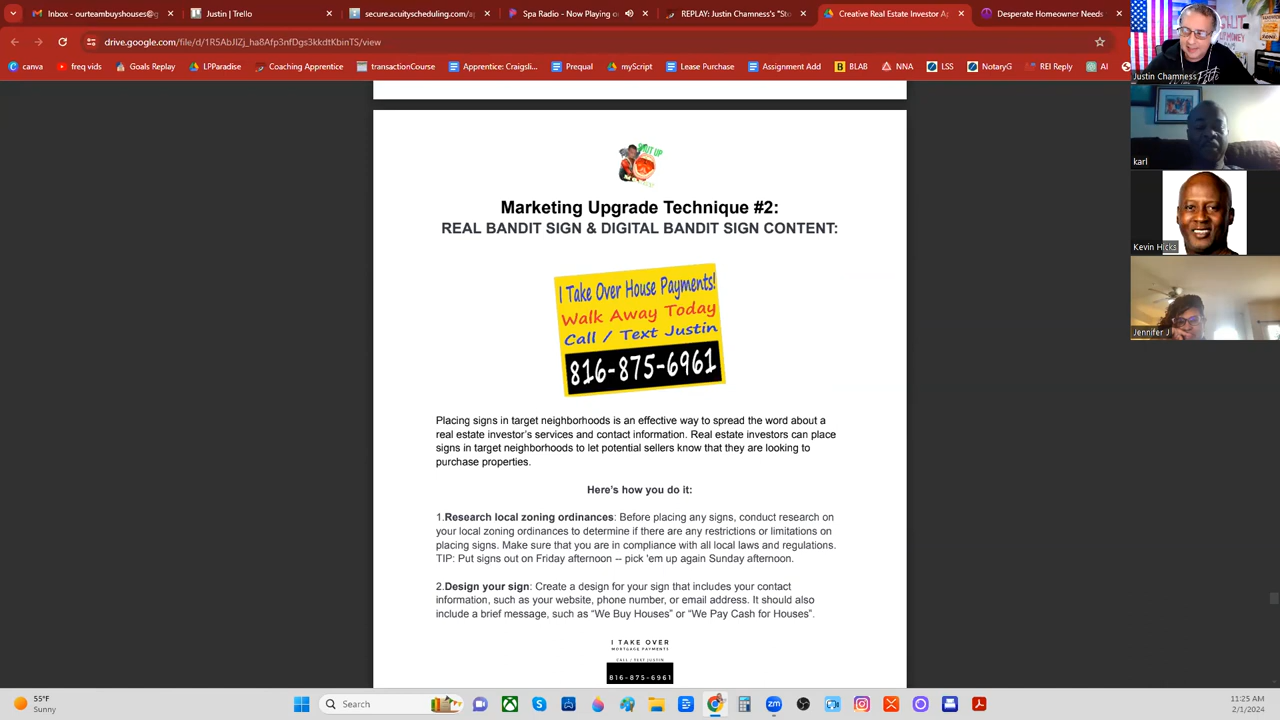 Inbox - ourteambuyshouses@g
Justin | Trello
secure.acuityscheduling.com/ap
Spa Radio - Now Playing o
REPLAY: Justin Chamness's "Sto
Creative Real Estate Investor Ap
Desperate Homeowner Needs
drive.google.com/file/d/1R5AbJIZj_ha8Afp3nfDgs3kkdtKbinTS/view
canva
freq vids
Goals Replay
LPParadise
Coaching Apprentice
transactionCourse
Apprentice: Craigsli...
Prequal
myScript
Lease Purchase
Assignment Add
BLAB
NNA
LSS
NotaryG
REI Reply
AI
Justin Chamness
karl
Kevin Hicks
Jennifer J
SHUT UP
Marketing Upgrade Technique #2:
REAL BANDIT SIGN & DIGITAL BANDIT SIGN CONTENT:
I Take Over House Payments!
Walk Away Today
Call / Text Justin
816-875-6961
Placing signs in target neighborhoods is an effective way to spread the word about a
real estate investor's services and contact information. Real estate investors can place
signs in target neighborhoods to let potential sellers know that they are looking to
purchase properties.
Here's how you do it:
1.Research local zoning ordinances: Before placing any signs, conduct research on
your local zoning ordinances to determine if there are any restrictions or limitations on
placing signs. Make sure that you are in compliance with all local laws and regulations.
TIP: Put signs out on Friday afternoon -- pick 'em up again Sunday afternoon.
2.Design your sign: Create a design for your sign that includes your contact
information, such as your website, phone number, or email address. It should also
include a brief message, such as "We Buy Houses" or "We Pay Cash for Houses".
I TAKE OVER
MORTGAGE PAYMENTS
CALL / TEXT JUSTIN
816-875-6961
55°F
Sunny
Search
11:25 AM
2/1/2024